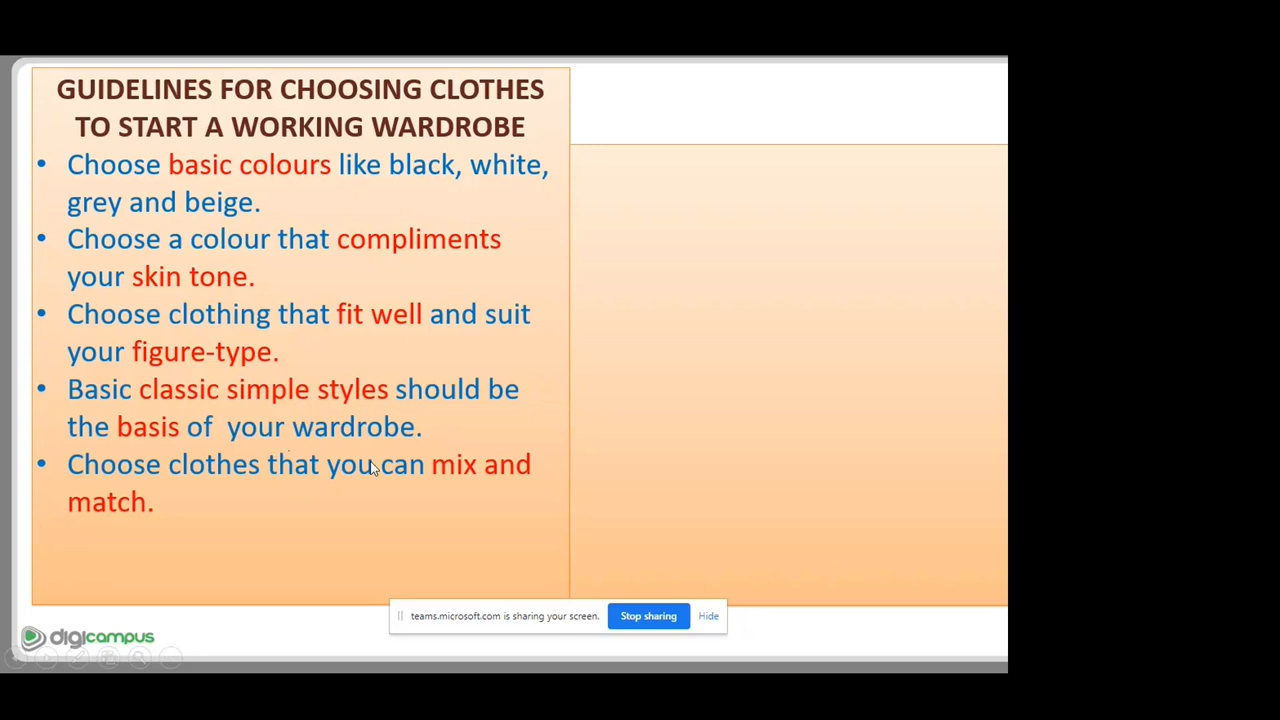 GUIDELINES FOR CHOOSING CLOTHES
TO START A WORKING WARDROBE
• Choose basic colours like black, white,
grey and beige.
• Choose a colour that compliments
your skin tone.
• Choose clothing that fit well and suit
your figure-type.
• Basic classic simple styles should be
the basis of  your wardrobe.
• Choose clothes that you can mix and
match.
teams.microsoft.com is sharing your screen. Stop sharing Hide
digicampus